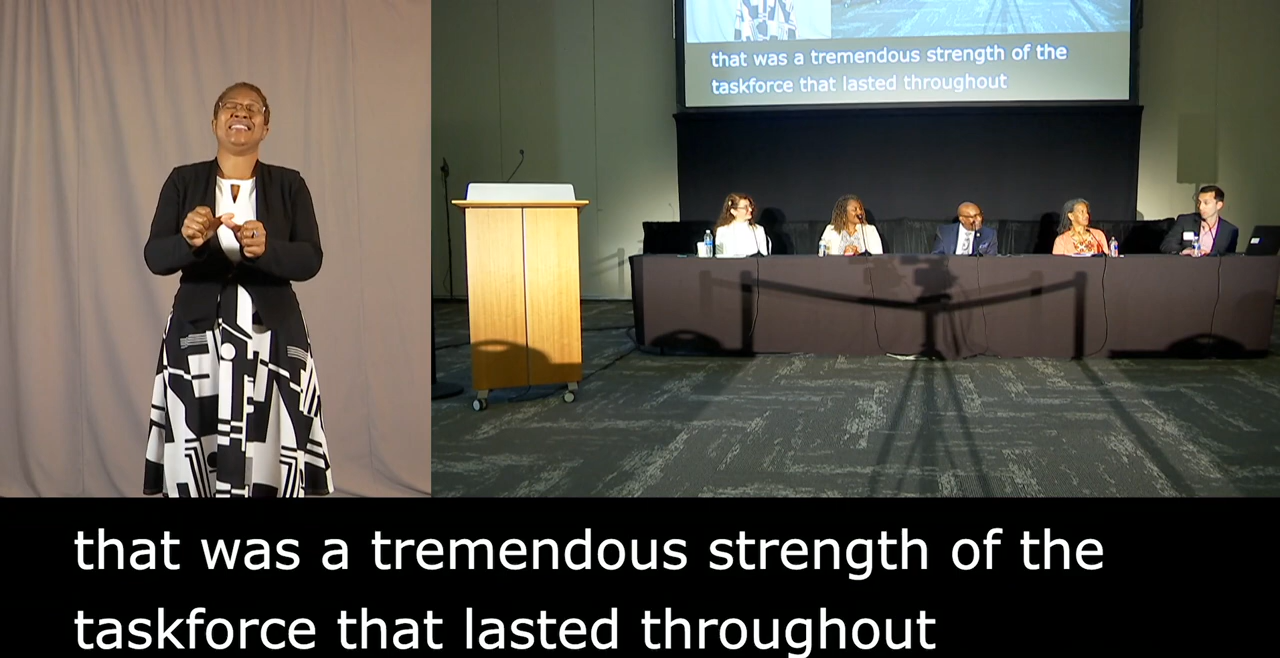 that was a tremendous strength of the
taskforce that lasted throughout
that was a tremendous strength of the
taskforce that lasted throughout